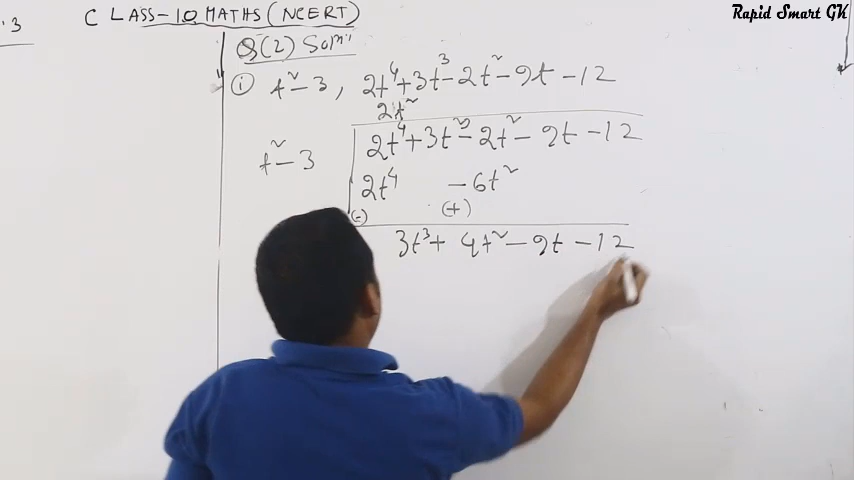 .3
CLASS-10 MATHS (NCERT)
Rapid Smart GK
Q(2) Solⁿ:
(i) t²-3, 2t⁴+3t³-2t²-9t-12
2t²
t²-3 2t⁴+3t³-2t²-9t-12
2t⁴ -6t²
(-) (+)
3t³+ 4t²-9t-12